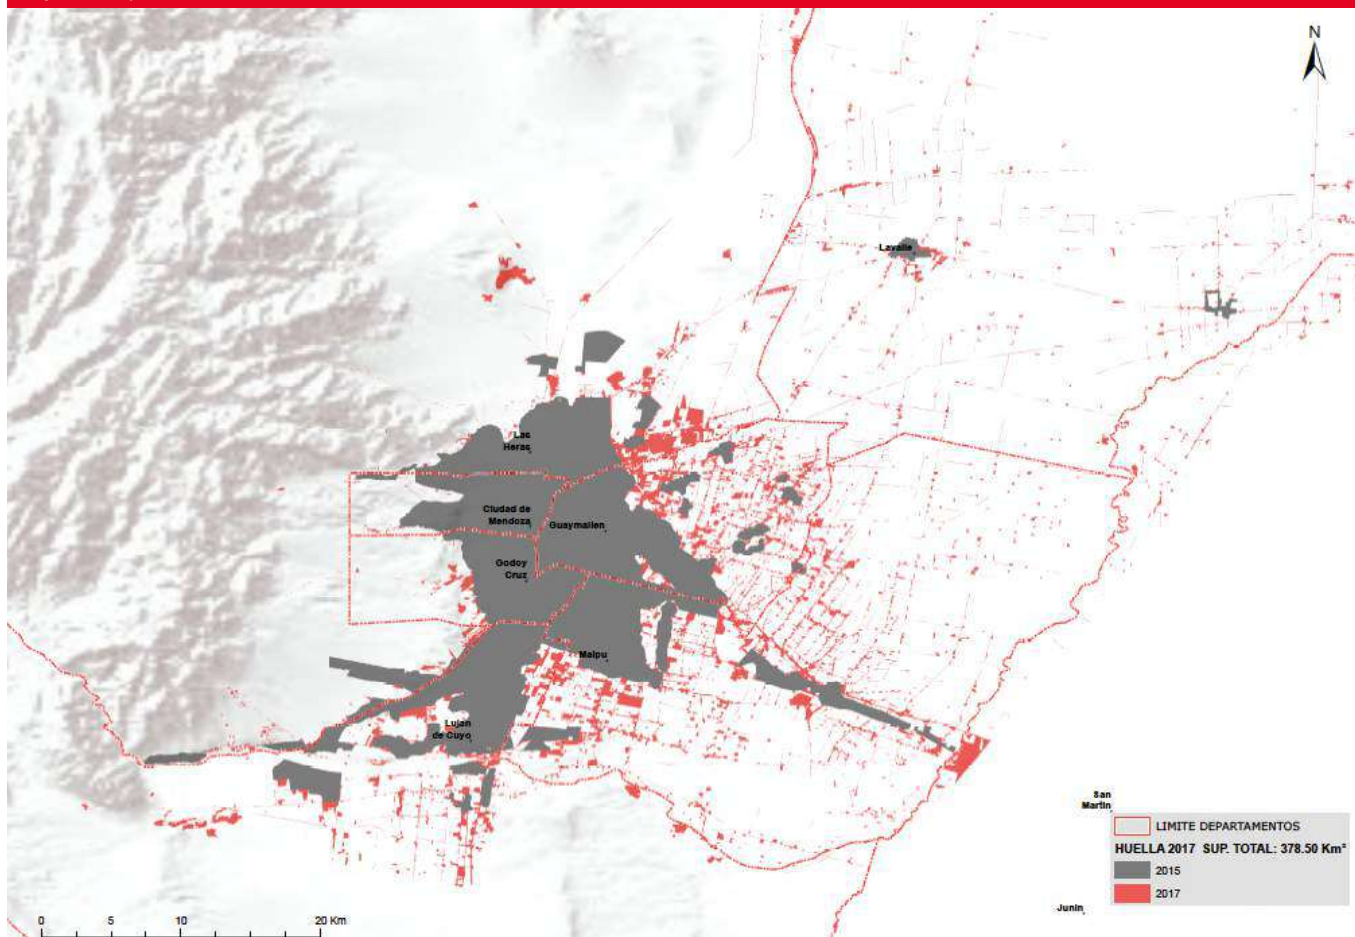 N
Lavalle
Las
Heras
Ciudad de
Mendoza
Guaymallen
Godoy
Cruz
Maipu
Lujan
de Cuyo
San
Martin
LIMITE DEPARTAMENTOS
HUELLA 2017 SUP. TOTAL: 378.50 Km²
2015
2017
Junin
0 5 10 20 Km